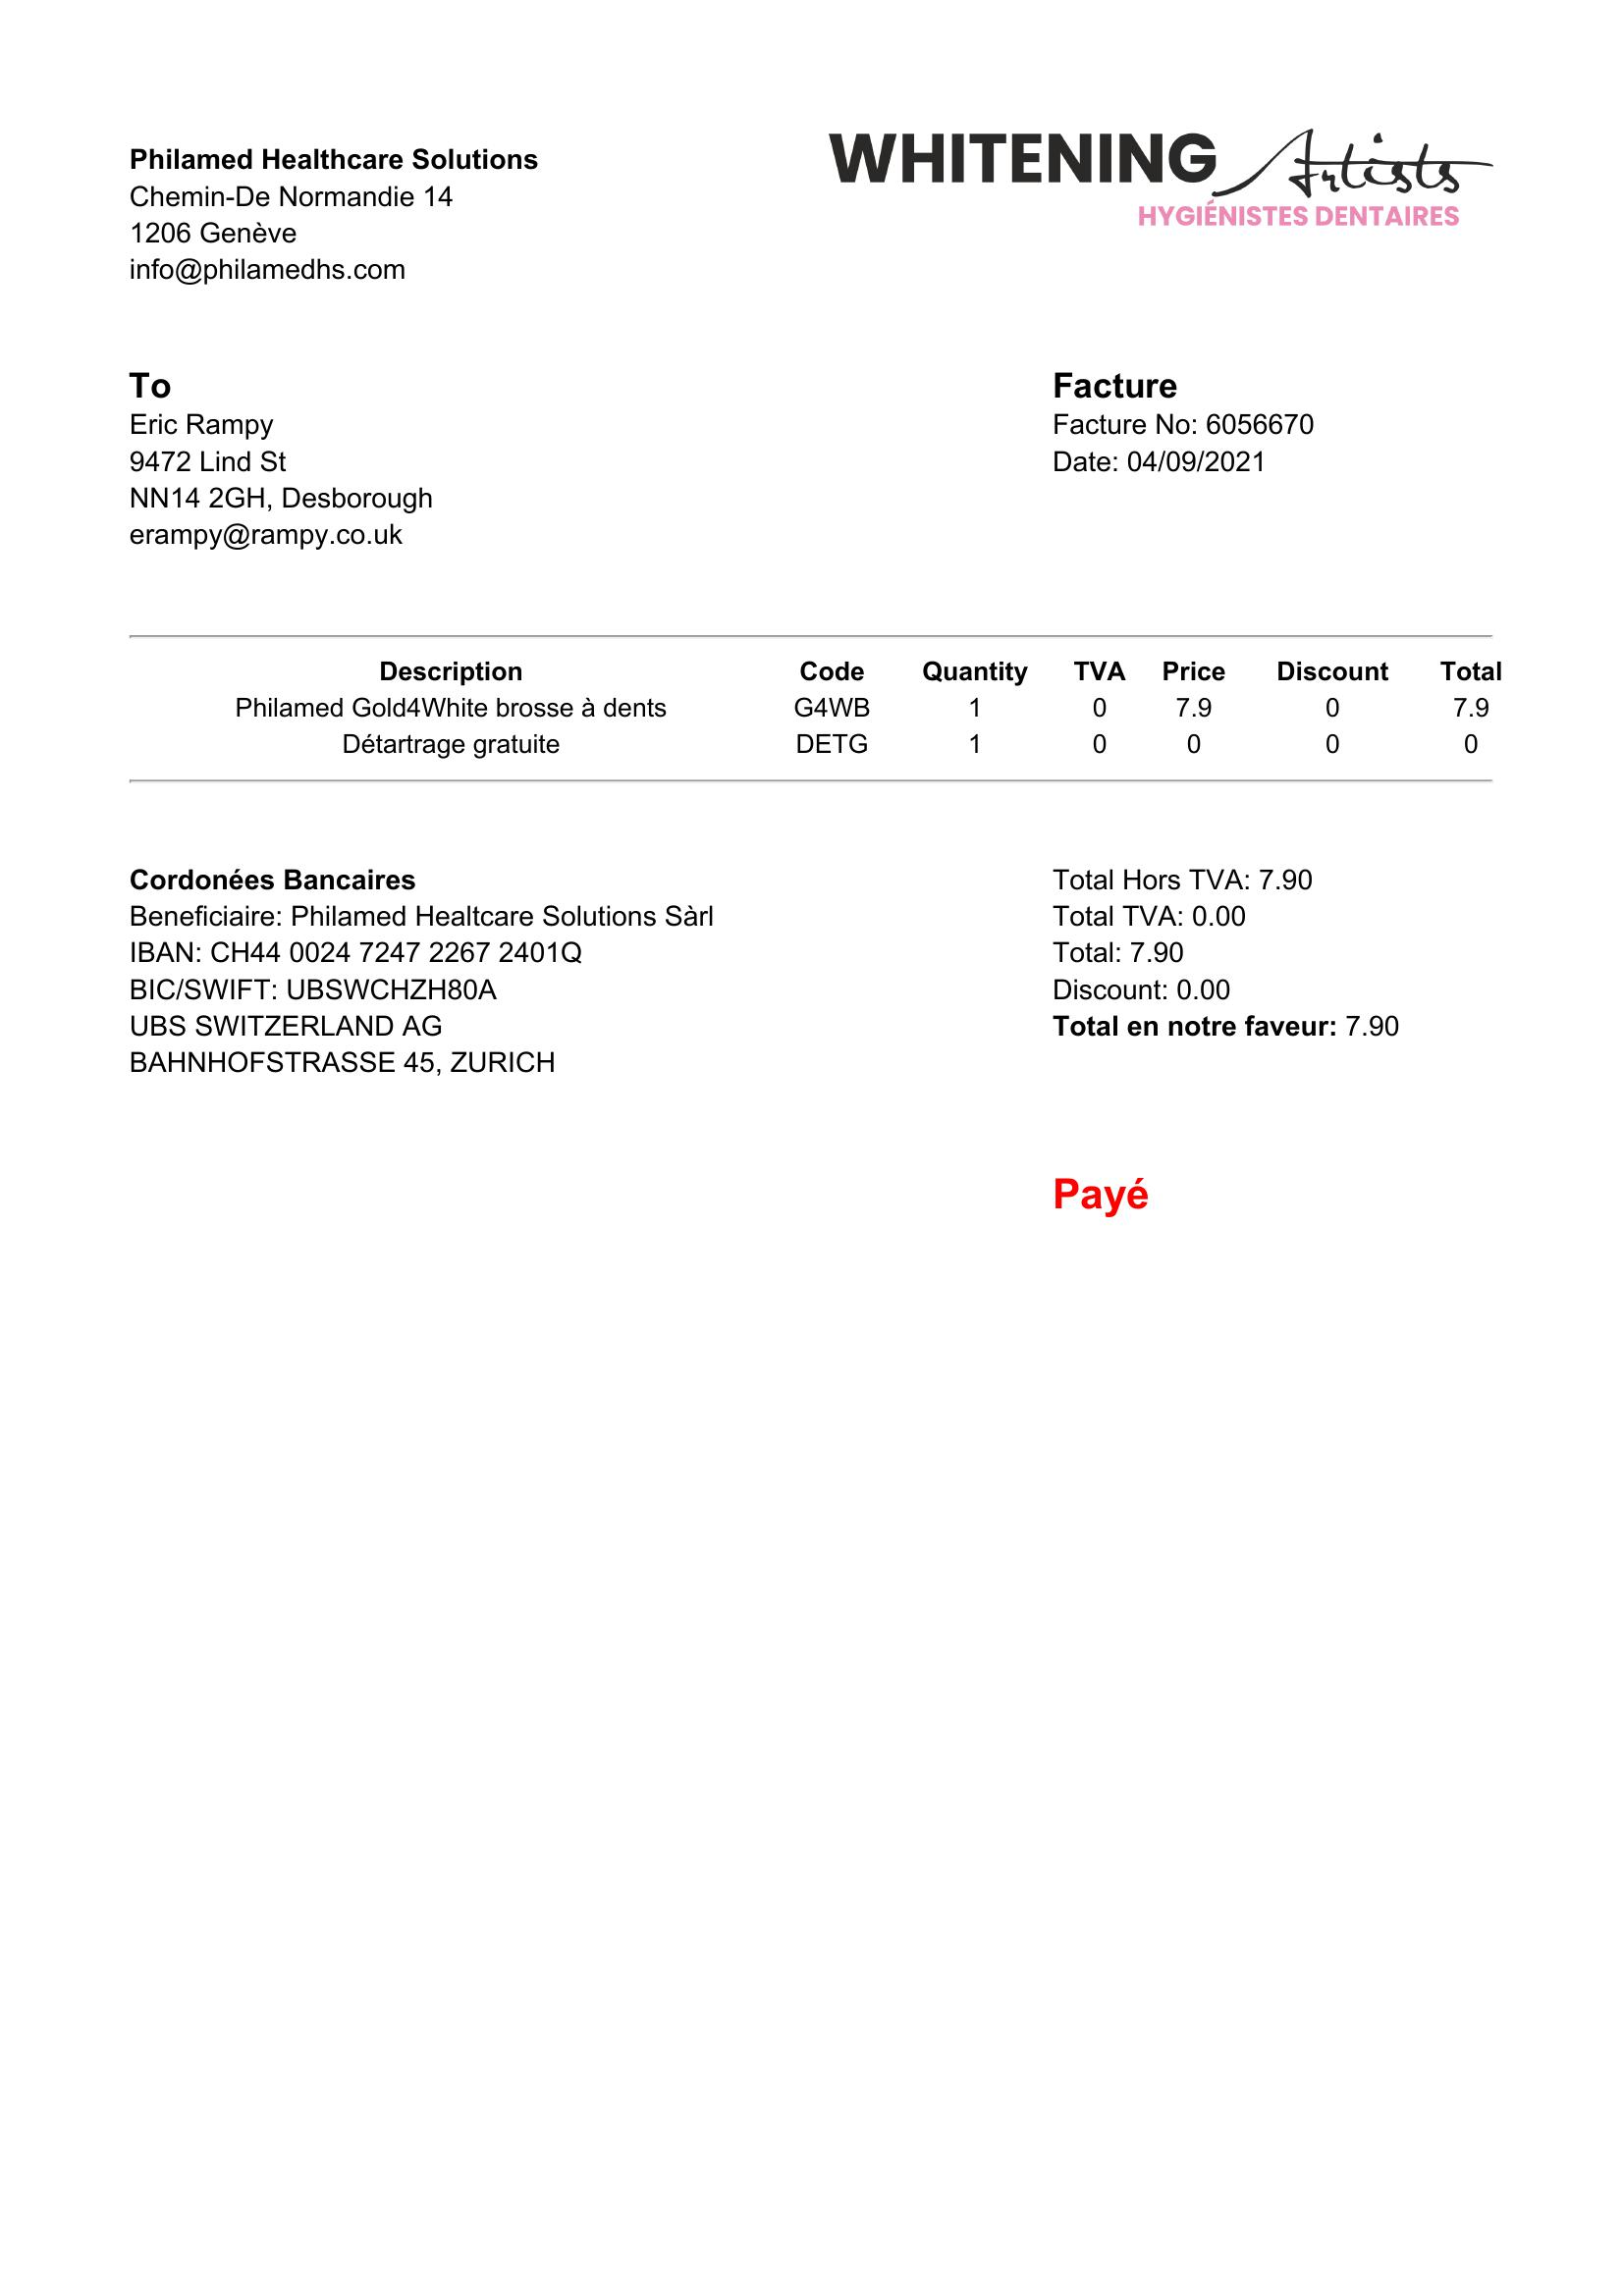 Philamed Healthcare Solutions
Chemin-De Normandie 14
1206 Genève
info@philamedhs.com
WHITENING Artists
HYGIÉNISTES DENTAIRES
To
Eric Rampy
9472 Lind St
NN14 2GH, Desborough
erampy@rampy.co.uk
Facture
Facture No: 6056670
Date: 04/09/2021
Description Code Quantity TVA Price Discount Total
Philamed Gold4White brosse à dents G4WB 1 0 7.9 0 7.9
Détartrage gratuite DETG 1 0 0 0 0
Cordonées Bancaires
Beneficiaire: Philamed Healtcare Solutions Sàrl
IBAN: CH44 0024 7247 2267 2401Q
BIC/SWIFT: UBSWCHZH80A
UBS SWITZERLAND AG
BAHNHOFSTRASSE 45, ZURICH
Total Hors TVA: 7.90
Total TVA: 0.00
Total: 7.90
Discount: 0.00
Total en notre faveur: 7.90
Payé